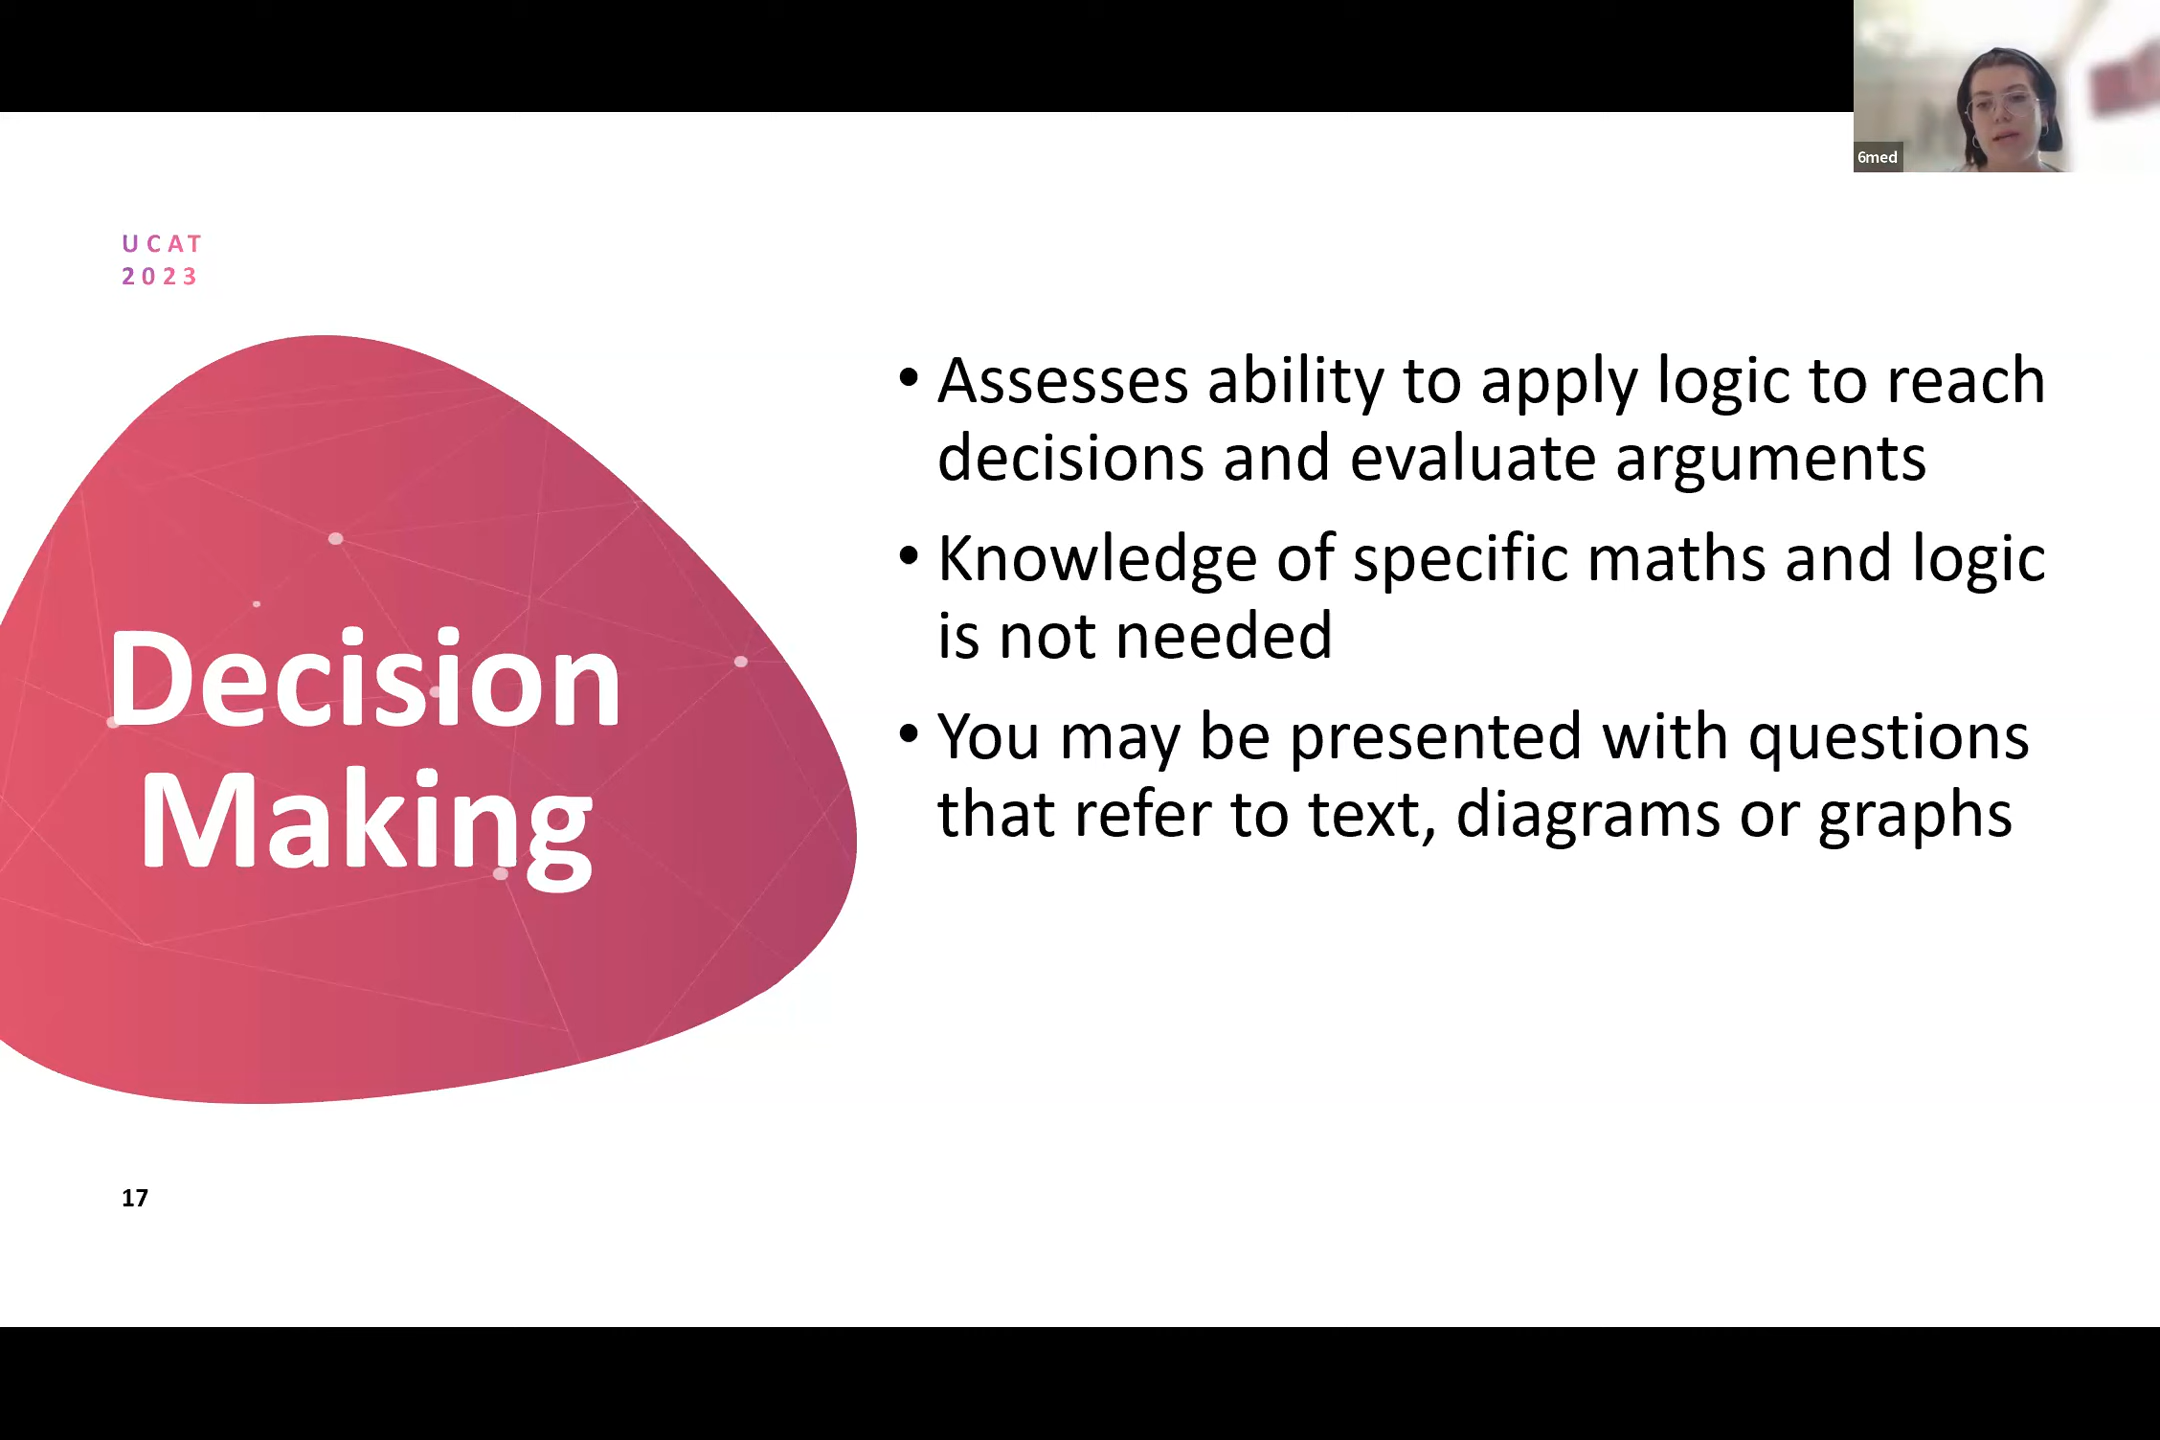 6med
UCAT
2023
Decision
Making
• Assesses ability to apply logic to reach
decisions and evaluate arguments
• Knowledge of specific maths and logic
is not needed
• You may be presented with questions
that refer to text, diagrams or graphs
17